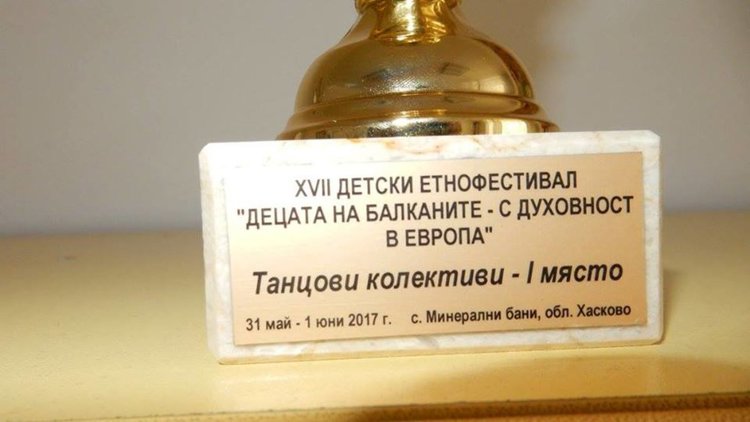 XVII ДЕТСКИ ЕТНОФЕСТИВАЛ
"ДЕЦАТА НА БАЛКАНИТЕ - С ДУХОВНОСТ
В ЕВРОПА"
Танцови колективи - I място
31 май - 1 юни 2017 г. с. Минерални бани, обл. Хасково